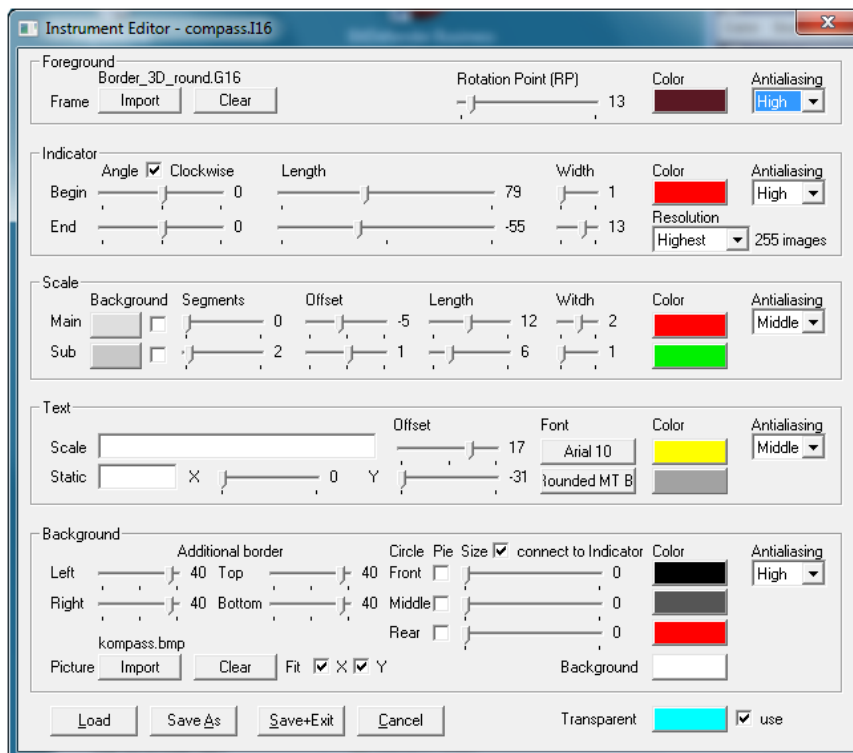 Instrument Editor - compass.I16
Foreground
Border_3D_round.G16
Rotation Point (RP) Color Antialiasing
Frame Import Clear 13 High
Indicator
Angle Clockwise Length Width Color Antialiasing
Begin 0 79 1 High
Resolution
End 0 -55 13 Highest 255 images
Scale
Background Segments Offset Length Witdh Color Antialiasing
Main 0 -5 12 2 Middle
Sub 2 1 6 1
Text
Offset Font Color Antialiasing
Scale 17 Arial 10 Middle
Static X 0 Y -31 Rounded MT B
Background
Additional border Circle Pie Size connect to Indicator Color Antialiasing
Left 40 Top 40 Front 0 High
Right 40 Bottom 40 Middle 0
Rear 0
kompass.bmp
Picture Import Clear Fit X Y Background
Load Save As Save+Exit Cancel Transparent use